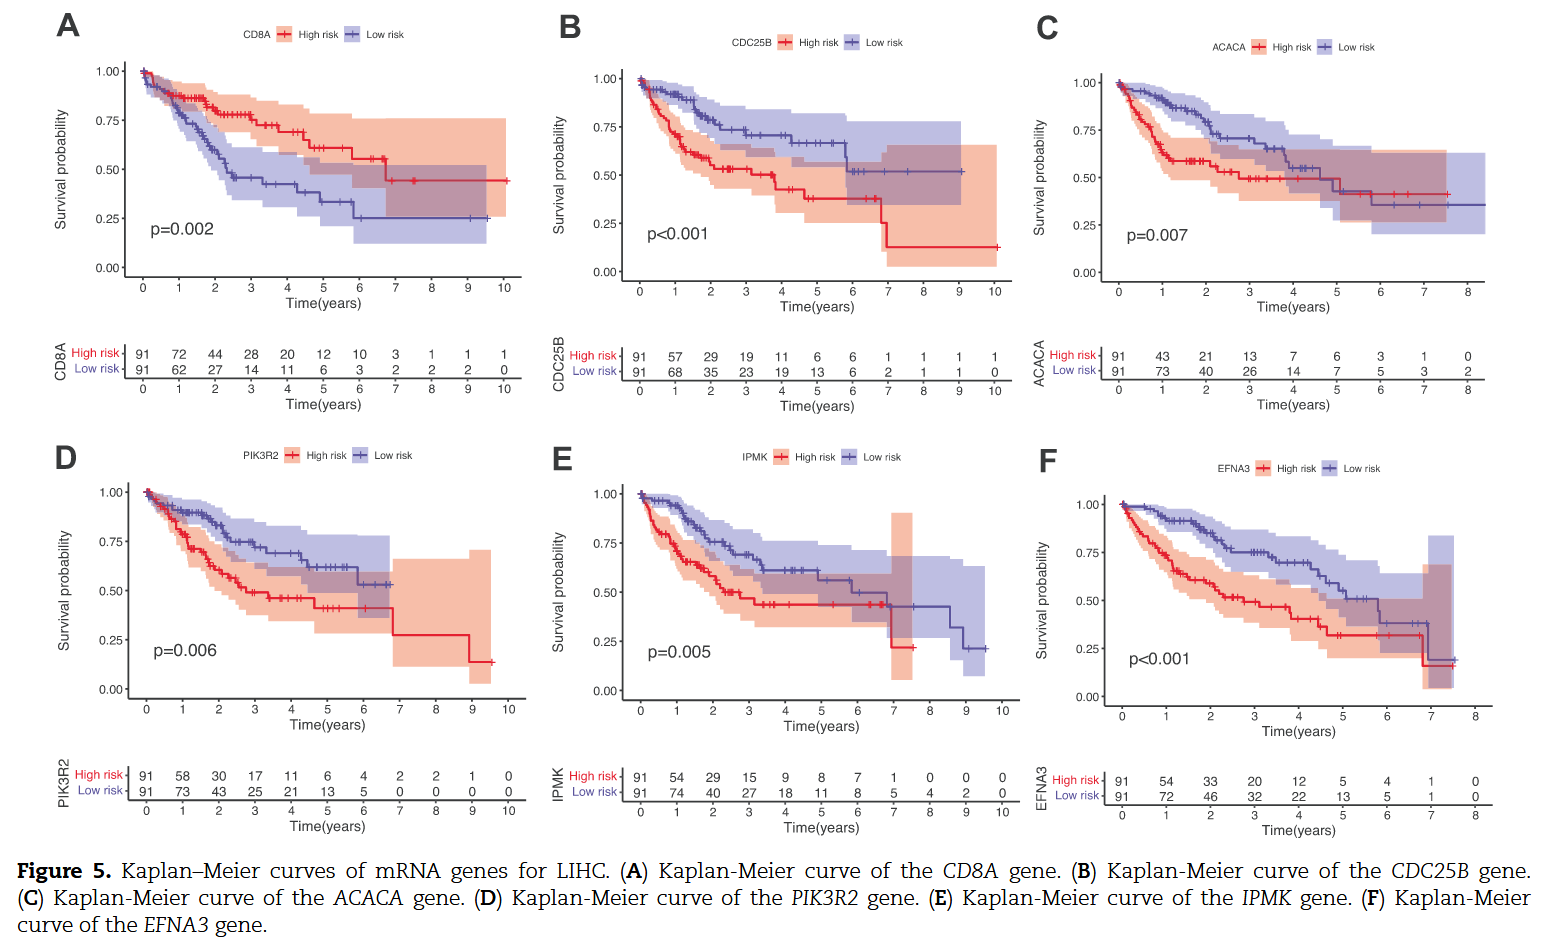 A
CD8A High risk Low risk
Survival probability
1.00
0.75
0.50
0.25
0.00
p=0.002
0 1 2 3 4 5 6 7 8 9 10
Time(years)
CD8A
High risk 91 72 44 28 20 12 10 3 1 1 1
Low risk 91 62 27 14 11 6 3 2 2 2 0
0 1 2 3 4 5 6 7 8 9 10
Time(years)
B
CDC25B High risk Low risk
Survival probability
1.00
0.75
0.50
0.25
0.00
p<0.001
0 1 2 3 4 5 6 7 8 9 10
Time(years)
CDC25B
High risk 91 57 29 19 11 6 6 1 1 1 1
Low risk 91 68 35 23 19 13 6 2 1 1 0
0 1 2 3 4 5 6 7 8 9 10
Time(years)
C
ACACA High risk Low risk
Survival probability
1.00
0.75
0.50
0.25
0.00
p=0.007
0 1 2 3 4 5 6 7 8
Time(years)
ACACA
High risk 91 43 21 13 7 6 3 1 0
Low risk 91 73 40 26 14 7 5 3 2
0 1 2 3 4 5 6 7 8
Time(years)
D
PIK3R2 High risk Low risk
Survival probability
1.00
0.75
0.50
0.25
0.00
p=0.006
0 1 2 3 4 5 6 7 8 9 10
Time(years)
PIK3R2
High risk 91 58 30 17 11 6 4 2 2 1 0
Low risk 91 73 43 25 21 13 5 0 0 0 0
0 1 2 3 4 5 6 7 8 9 10
Time(years)
E
IPMK High risk Low risk
Survival probability
1.00
0.75
0.50
0.25
0.00
p=0.005
0 1 2 3 4 5 6 7 8 9 10
Time(years)
IPMK
High risk 91 54 29 15 9 8 7 1 0 0 0
Low risk 91 74 40 27 18 11 8 5 4 2 0
0 1 2 3 4 5 6 7 8 9 10
Time(years)
F
EFNA3 High risk Low risk
Survival probability
1.00
0.75
0.50
0.25
0.00
p<0.001
0 1 2 3 4 5 6 7 8
Time(years)
EFNA3
High risk 91 54 33 20 12 5 4 1 0
Low risk 91 72 46 32 22 13 5 1 0
0 1 2 3 4 5 6 7 8
Time(years)
Figure 5. Kaplan–Meier curves of mRNA genes for LIHC. (A) Kaplan-Meier curve of the CD8A gene. (B) Kaplan-Meier curve of the CDC25B gene.
(C) Kaplan-Meier curve of the ACACA gene. (D) Kaplan-Meier curve of the PIK3R2 gene. (E) Kaplan-Meier curve of the IPMK gene. (F) Kaplan-Meier
curve of the EFNA3 gene.